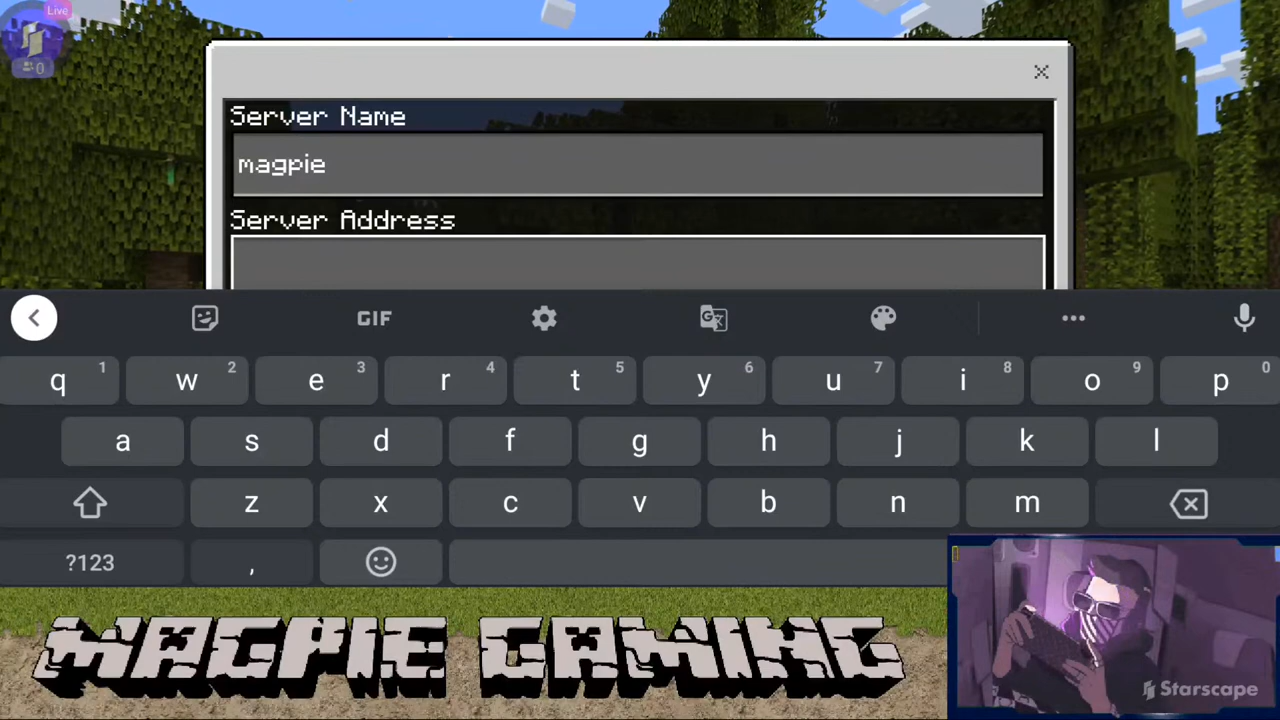 Live
0
Server Name
magpie
Server Address
GIF
q 1 w 2 e 3 r 4 t 5 y 6 u 7 i 8 o 9 p 0
a s d f g h j k l
z x c v b n m
?123 ,
MAGPIE GAMING
Starscape